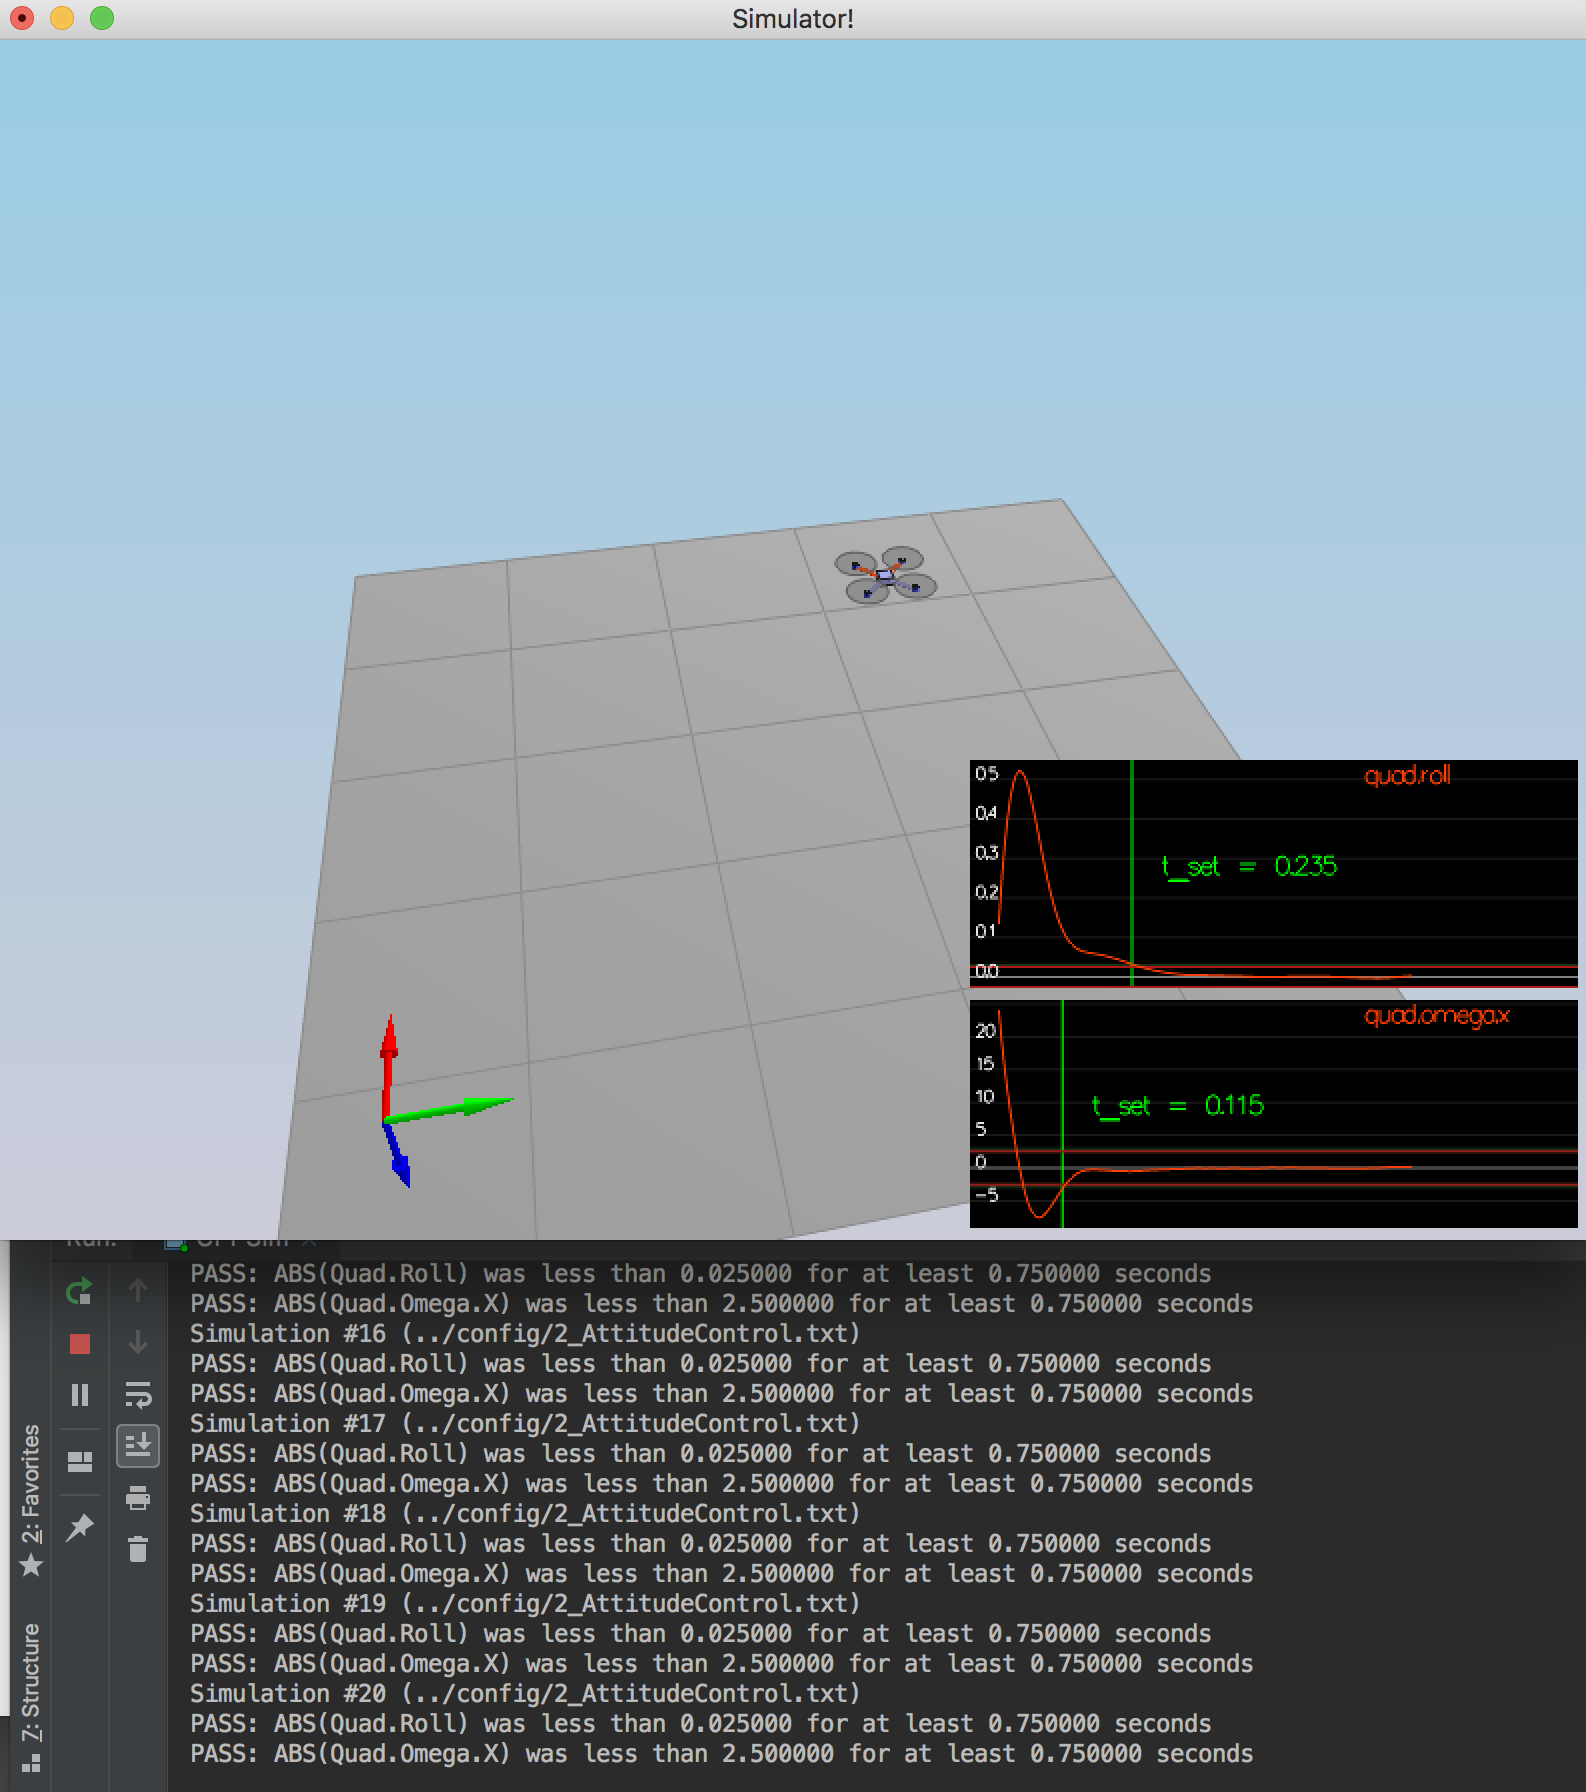 Simulator!
0.5
quad.roll
0.4
0.3
t_set = 0.235
0.2
0.1
0.0
quad.omega.x
20
15
10
t_set = 0.115
5
0
-5
Run:
PASS: ABS(Quad.Roll) was less than 0.025000 for at least 0.750000 seconds
PASS: ABS(Quad.Omega.X) was less than 2.500000 for at least 0.750000 seconds
Simulation #16 (../config/2_AttitudeControl.txt)
PASS: ABS(Quad.Roll) was less than 0.025000 for at least 0.750000 seconds
PASS: ABS(Quad.Omega.X) was less than 2.500000 for at least 0.750000 seconds
Simulation #17 (../config/2_AttitudeControl.txt)
PASS: ABS(Quad.Roll) was less than 0.025000 for at least 0.750000 seconds
PASS: ABS(Quad.Omega.X) was less than 2.500000 for at least 0.750000 seconds
Simulation #18 (../config/2_AttitudeControl.txt)
PASS: ABS(Quad.Roll) was less than 0.025000 for at least 0.750000 seconds
PASS: ABS(Quad.Omega.X) was less than 2.500000 for at least 0.750000 seconds
Simulation #19 (../config/2_AttitudeControl.txt)
PASS: ABS(Quad.Roll) was less than 0.025000 for at least 0.750000 seconds
PASS: ABS(Quad.Omega.X) was less than 2.500000 for at least 0.750000 seconds
Simulation #20 (../config/2_AttitudeControl.txt)
PASS: ABS(Quad.Roll) was less than 0.025000 for at least 0.750000 seconds
PASS: ABS(Quad.Omega.X) was less than 2.500000 for at least 0.750000 seconds
2: Favorites
7: Structure